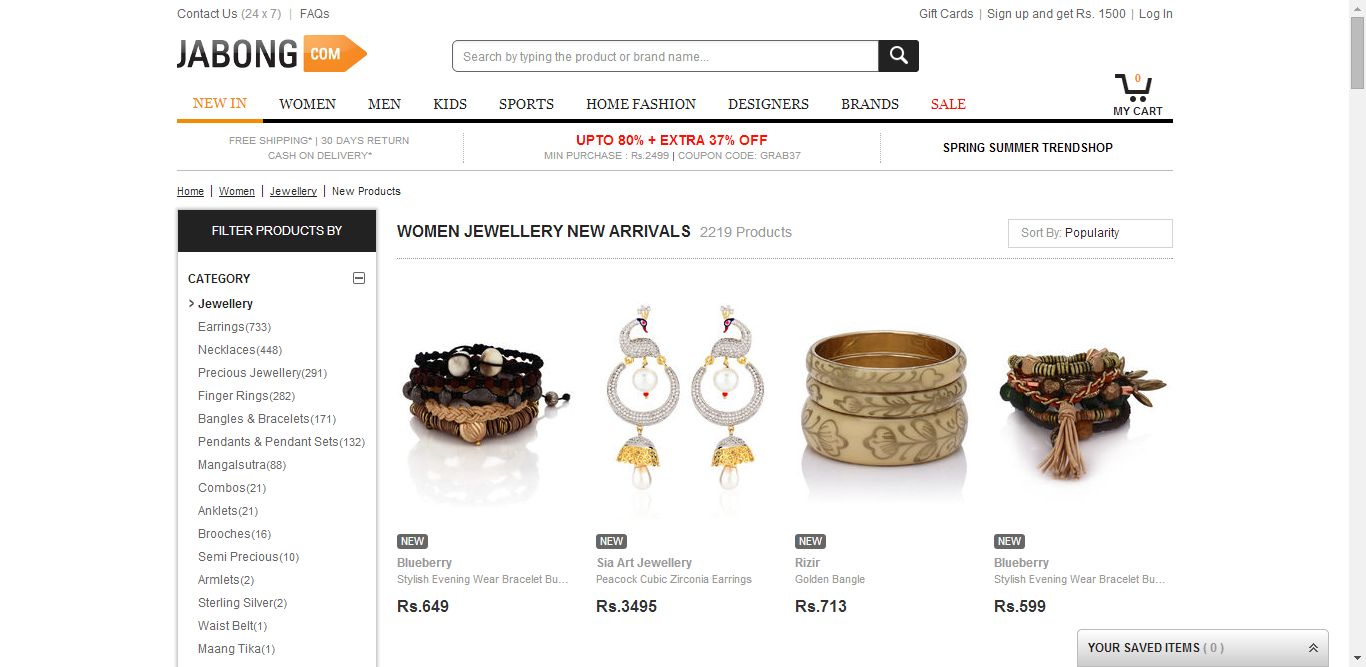 Contact Us (24 x 7) | FAQs
Gift Cards | Sign up and get Rs. 1500 | Log In
JABONG COM
Search by typing the product or brand name...
0
MY CART
NEW IN WOMEN MEN KIDS SPORTS HOME FASHION DESIGNERS BRANDS SALE
FREE SHIPPING* | 30 DAYS RETURN
CASH ON DELIVERY*
UPTO 80% + EXTRA 37% OFF
MIN PURCHASE : Rs.2499 | COUPON CODE: GRAB37
SPRING SUMMER TRENDSHOP
Home | Women | Jewellery | New Products
FILTER PRODUCTS BY
CATEGORY
> Jewellery
Earrings(733)
Necklaces(448)
Precious Jewellery(291)
Finger Rings(282)
Bangles & Bracelets(171)
Pendants & Pendant Sets(132)
Mangalsutra(88)
Combos(21)
Anklets(21)
Brooches(16)
Semi Precious(10)
Armlets(2)
Sterling Silver(2)
Waist Belt(1)
Maang Tika(1)
WOMEN JEWELLERY NEW ARRIVALS 2219 Products
Sort By: Popularity
NEW
Blueberry
Stylish Evening Wear Bracelet Bu...
Rs.649
NEW
Sia Art Jewellery
Peacock Cubic Zirconia Earrings
Rs.3495
NEW
Rizir
Golden Bangle
Rs.713
NEW
Blueberry
Stylish Evening Wear Bracelet Bu...
Rs.599
YOUR SAVED ITEMS ( 0 )